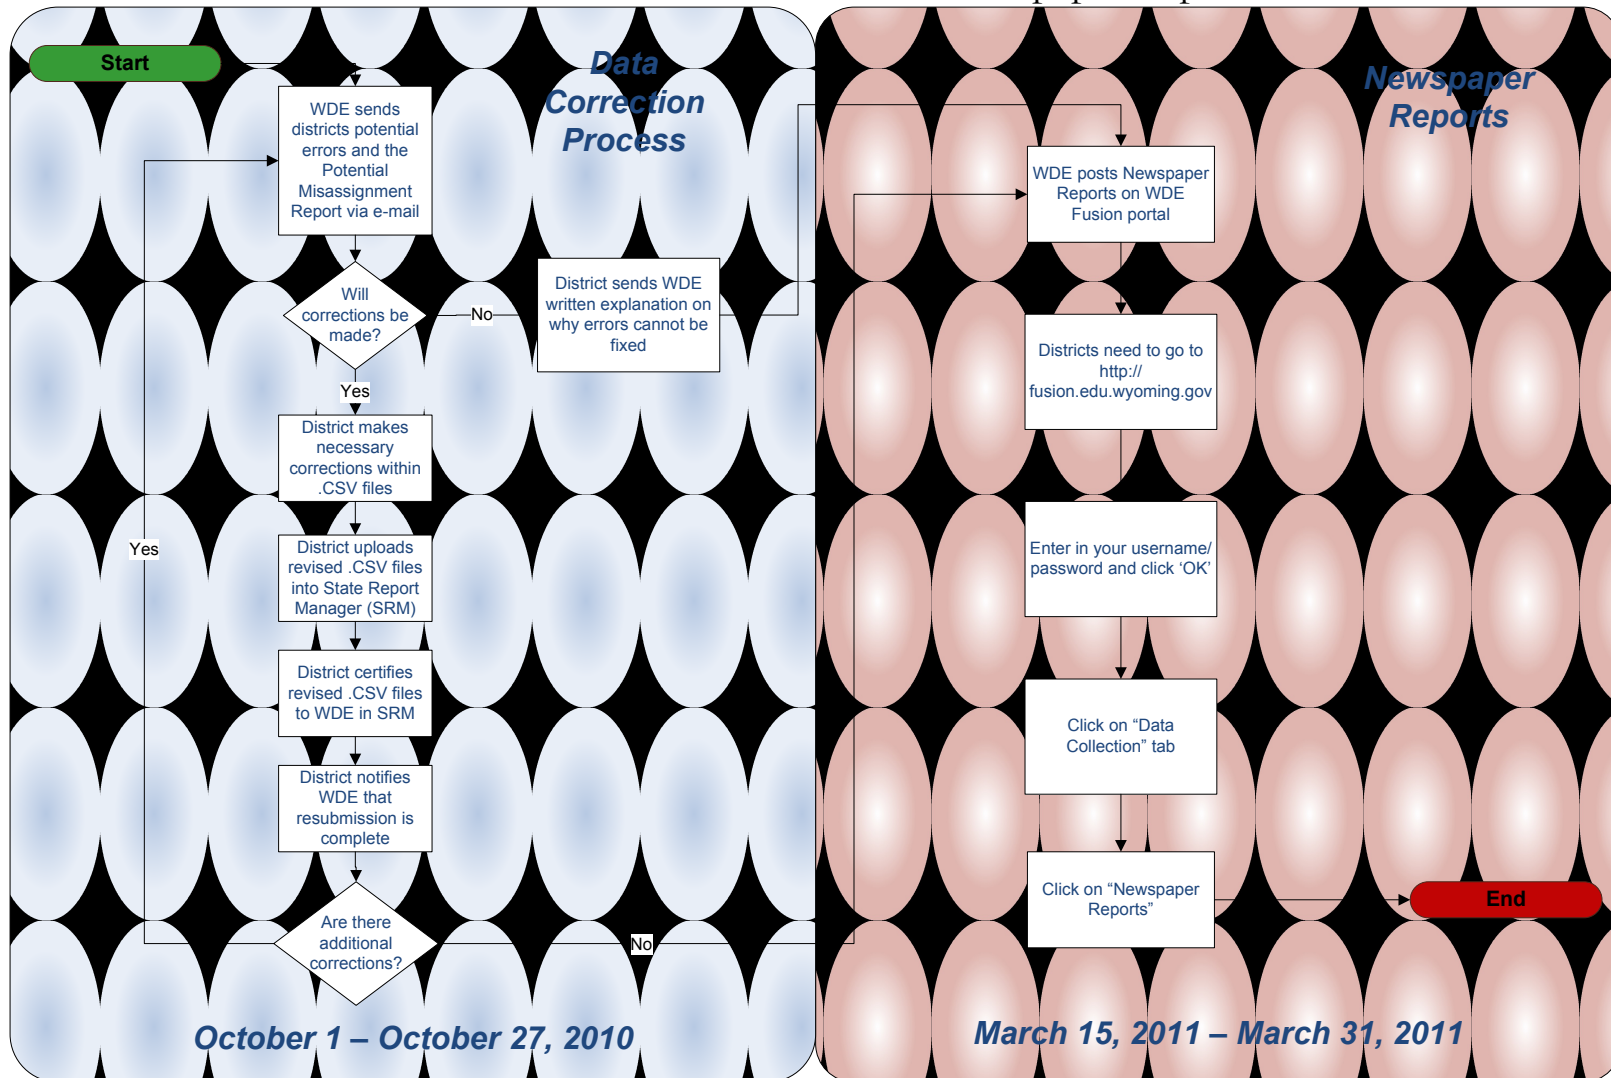 Start
Data
Correction
Process
WDE sends
districts potential
errors and the
Potential
Misassignment
Report via e-mail
Will
corrections be
made?
No
District sends WDE
written explanation on
why errors cannot be
fixed
Yes
District makes
necessary
corrections within
.CSV files
District uploads
revised .CSV files
into State Report
Manager (SRM)
Yes
District certifies
revised .CSV files
to WDE in SRM
District notifies
WDE that
resubmission is
complete
Are there
additional
corrections?
No
October 1 – October 27, 2010
Newspaper
Reports
WDE posts Newspaper
Reports on WDE
Fusion portal
Districts need to go to
http://
fusion.edu.wyoming.gov
Enter in your username/
password and click ‘OK’
Click on “Data
Collection” tab
Click on “Newspaper
Reports”
End
March 15, 2011 – March 31, 2011